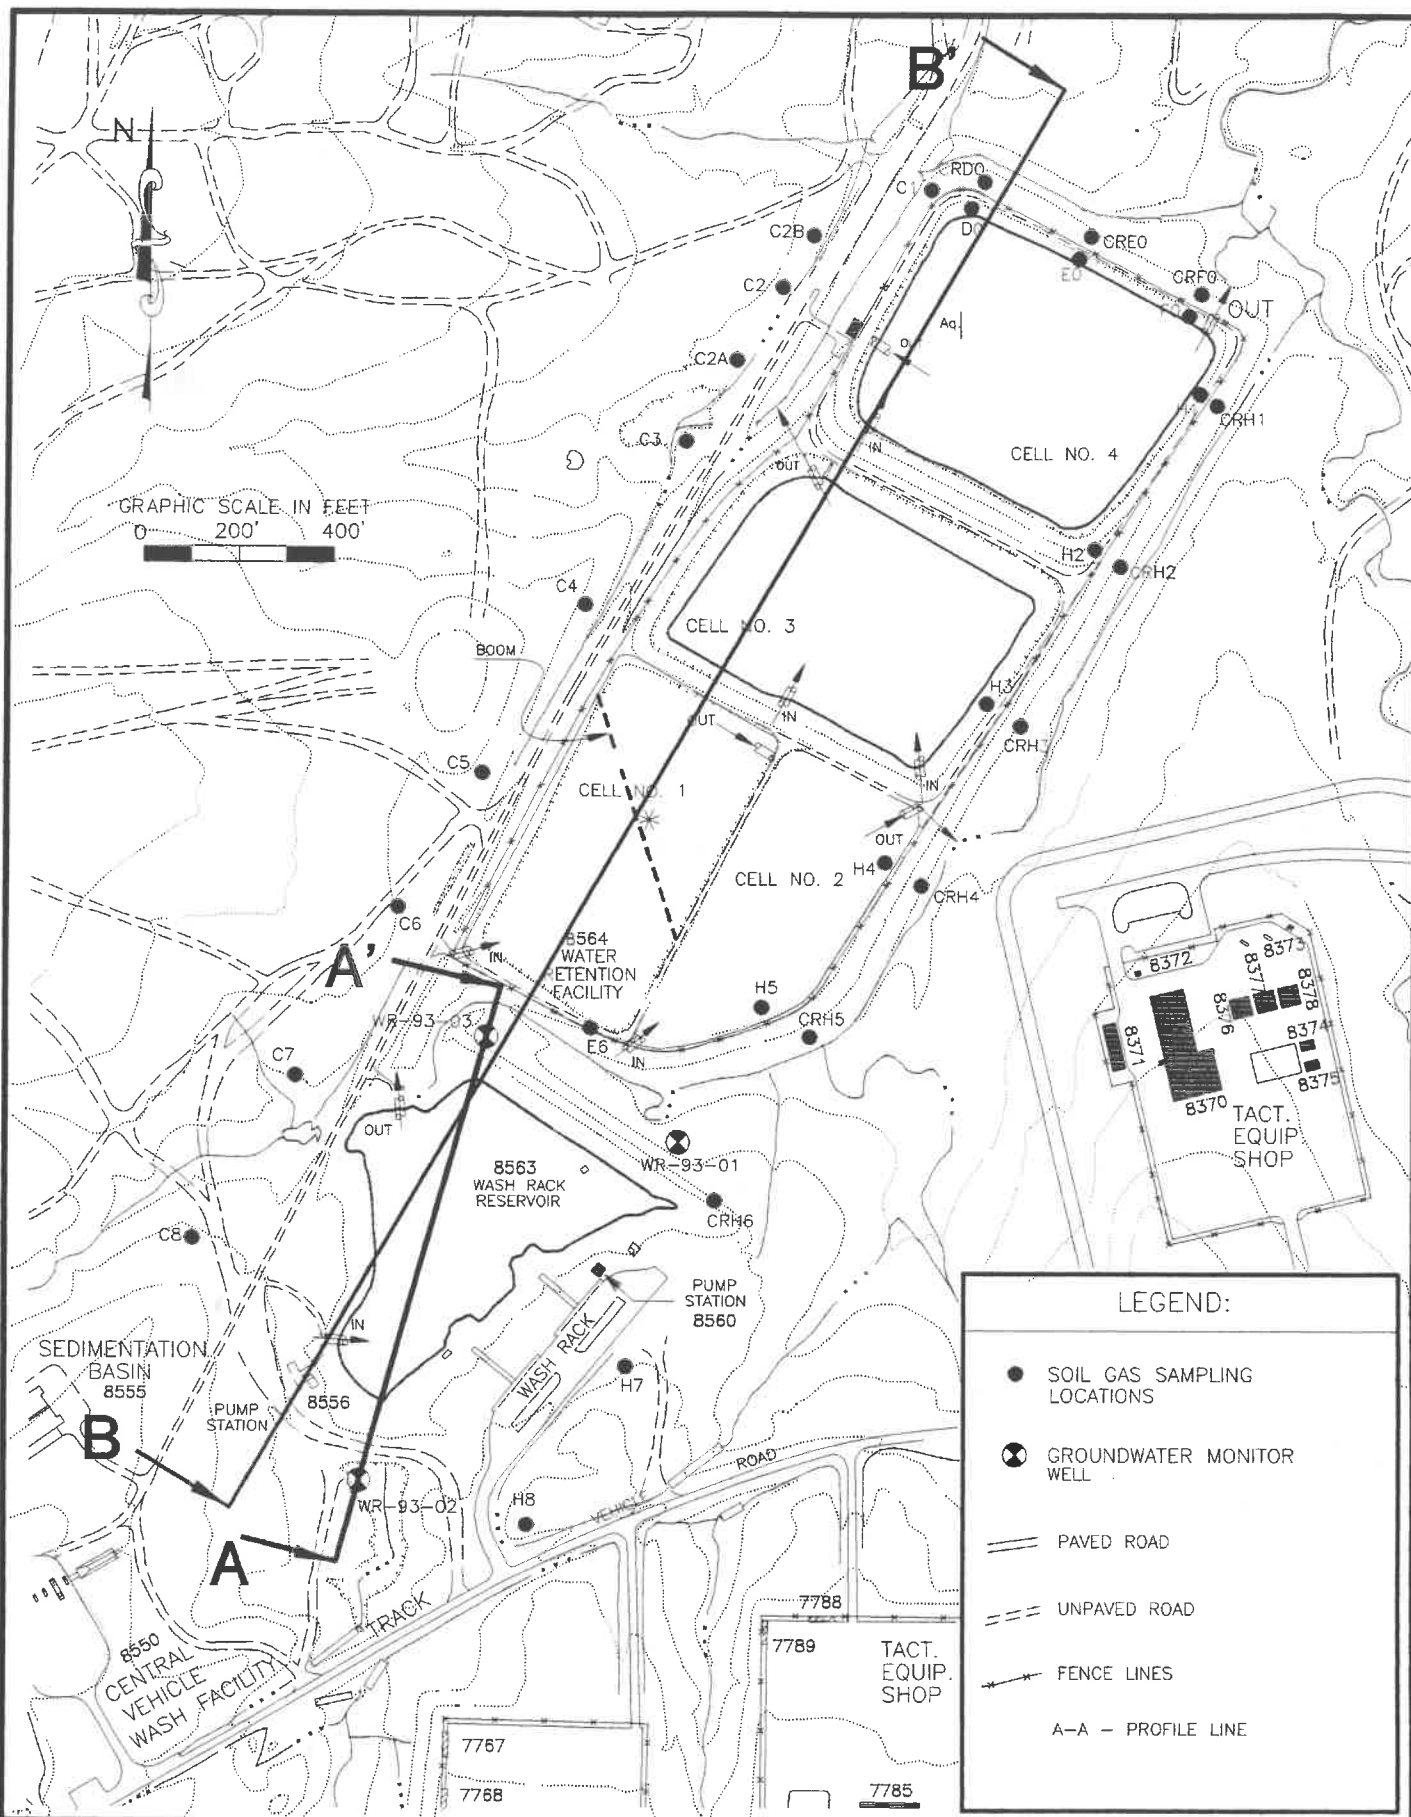 B'
N
C1
CRD0
D0
C2B
CRE0
E0
C2
CRF0
OUT
C2A
Aq.
CRH1
C3
IN
CELL NO. 4
OUT
GRAPHIC SCALE IN FEET
0 200' 400'
H2
CRH2
C4
CELL NO. 3
BOOM
H3
IN
OUT
CRH3
C5
CELL NO. 1
IN
OUT
H4
CELL NO. 2
CRH4
C6
A'
IN
8564
WATER
RETENTION
FACILITY
8373
8372
8377
8378
8376
H5
WR-93-03
CRH5
8374
E6
IN
8371
C7
8375
8370
OUT
TACT.
EQUIP.
SHOP
WR-93-01
8563
WASH RACK
RESERVOIR
CRH6
C8
PUMP
STATION
8560
IN
WASH RACK
SEDIMENTATION
BASIN
8555
H7
8556
PUMP
STATION
B
ROAD
VEHICLE
WR-93-02
H8
A
TRACK
8550
CENTRAL
VEHICLE
WASH FACILITY
7788
7789
TACT.
EQUIP.
SHOP
7767
7768
7785
LEGEND:
SOIL GAS SAMPLING
LOCATIONS
GROUNDWATER MONITOR
WELL
PAVED ROAD
UNPAVED ROAD
FENCE LINES
A-A - PROFILE LINE